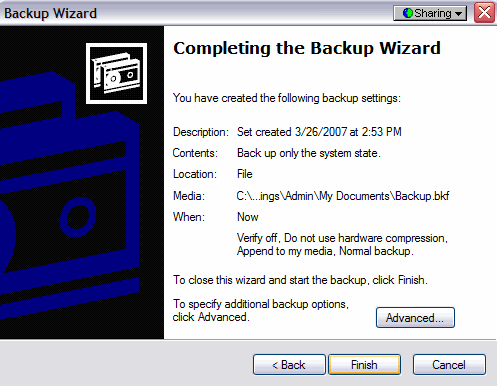 Backup Wizard
Sharing
Completing the Backup Wizard
You have created the following backup settings:
Description: Set created 3/26/2007 at 2:53 PM
Contents: Back up only the system state.
Location: File
Media: C:\...ings\Admin\My Documents\Backup.bkf
When: Now
Verify off, Do not use hardware compression,
Append to my media, Normal backup.
To close this wizard and start the backup, click Finish.
To specify additional backup options,
click Advanced.
Advanced...
< Back
Finish
Cancel